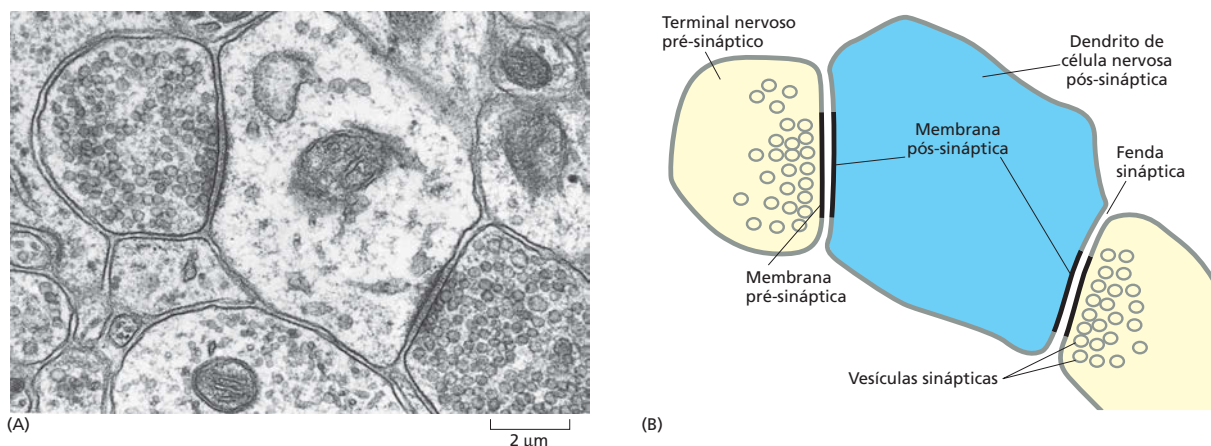 Terminal nervoso
pré-sináptico
Dendrito de
célula nervosa
pós-sináptica
Membrana
pós-sináptica
Fenda
sináptica
Membrana
pré-sináptica
Vesículas sinápticas
(A)
2 µm
(B)